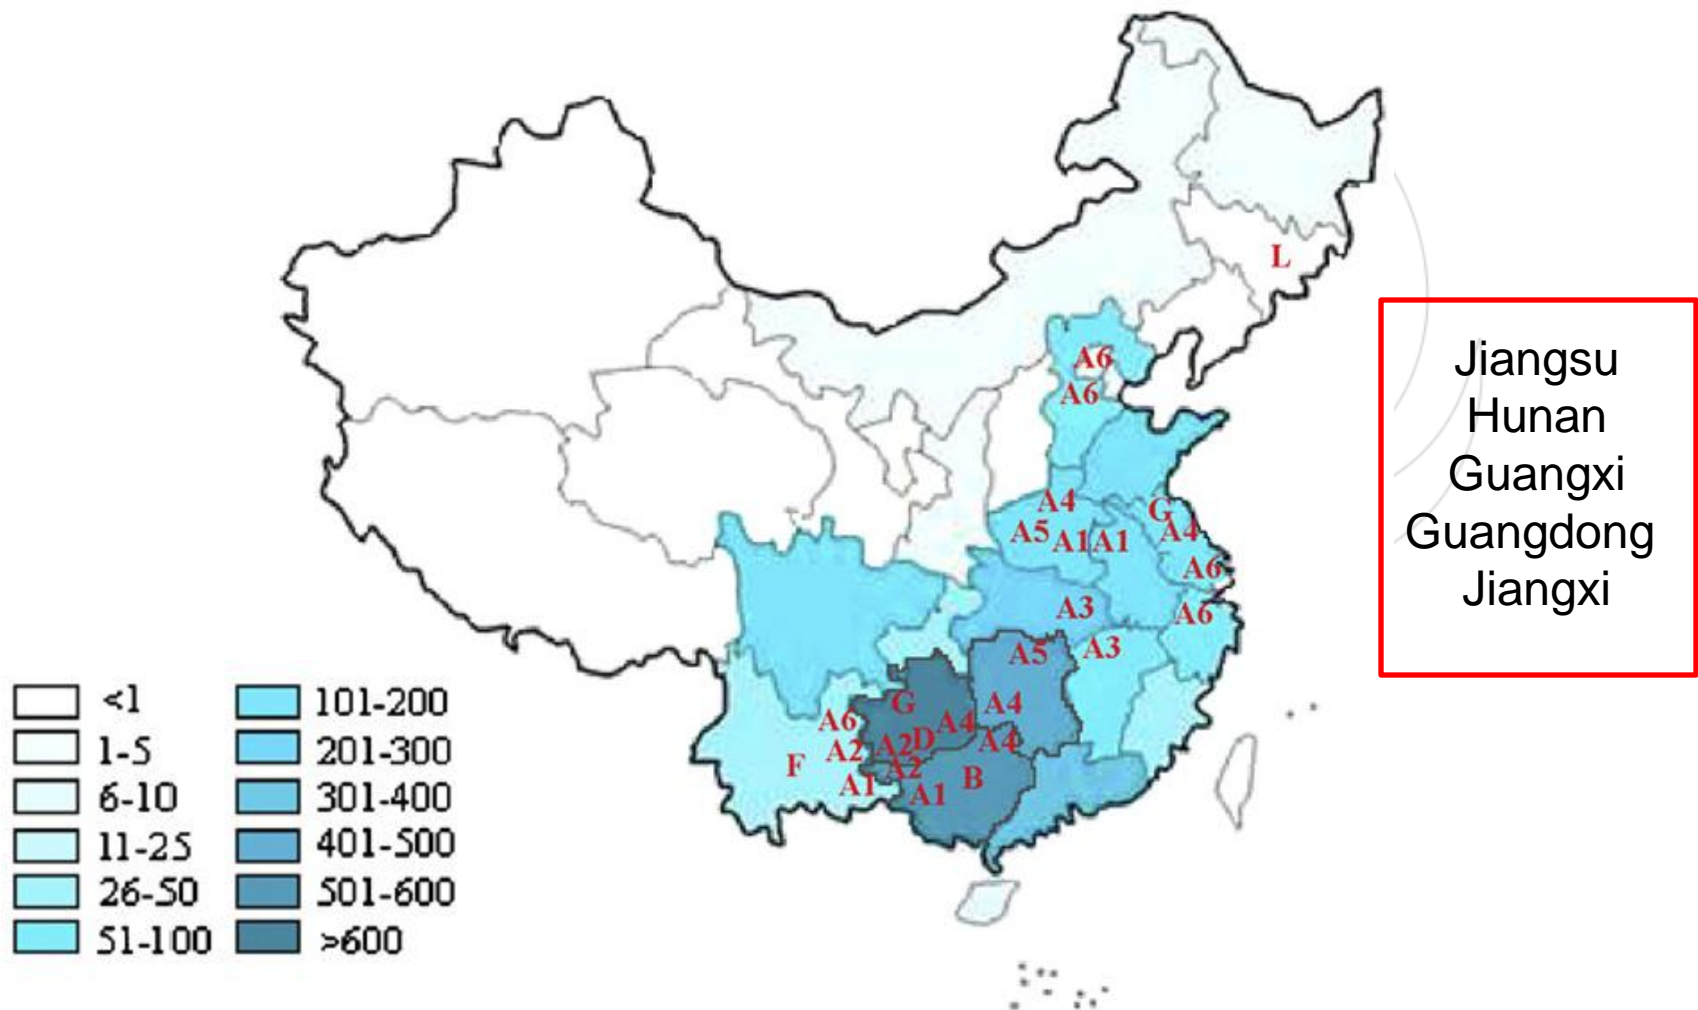 L
A6
A6
A4
G
A5 A1 A1 A4
A6
A3 A6
A5 A3
G A4
A6 A4
A2 A2 D A4
F A2 B
A1 A1
<1 101-200
1-5 201-300
6-10 301-400
11-25 401-500
26-50 501-600
51-100 >600
Jiangsu
Hunan
Guangxi
Guangdong
Jiangxi